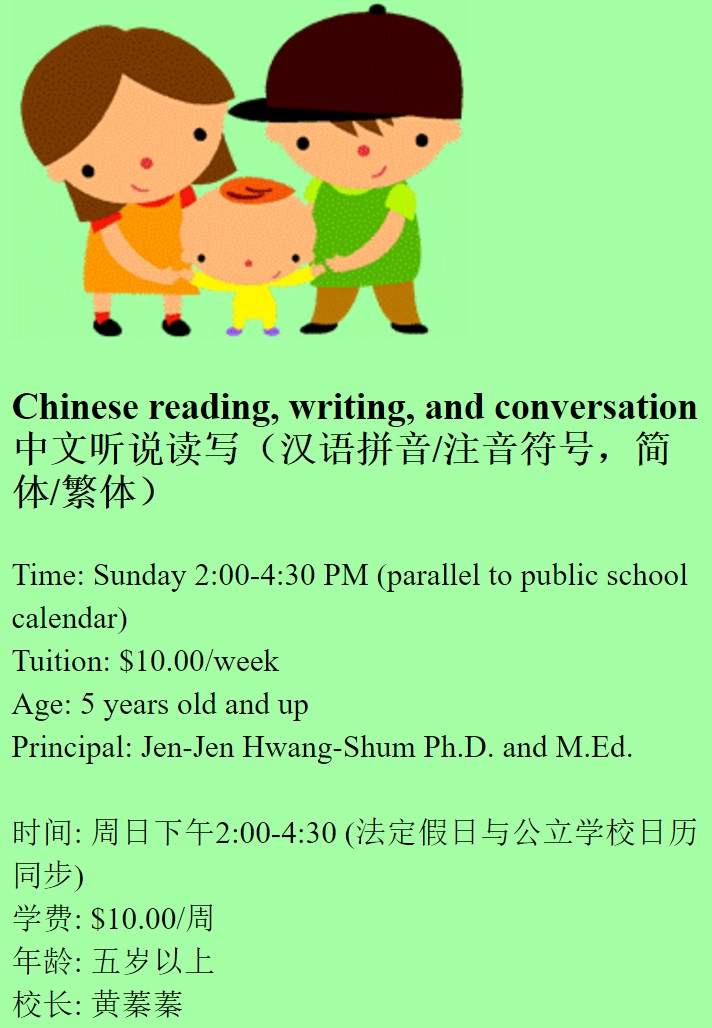 Chinese reading, writing, and conversation
中文听说读写（汉语拼音/注音符号，简
体/繁体）
Time: Sunday 2:00-4:30 PM (parallel to public school
calendar)
Tuition: $10.00/week
Age: 5 years old and up
Principal: Jen-Jen Hwang-Shum Ph.D. and M.Ed.
时间: 周日下午2:00-4:30 (法定假日与公立学校日历
同步)
学费: $10.00/周
年龄: 五岁以上
校长: 黄蓁蓁